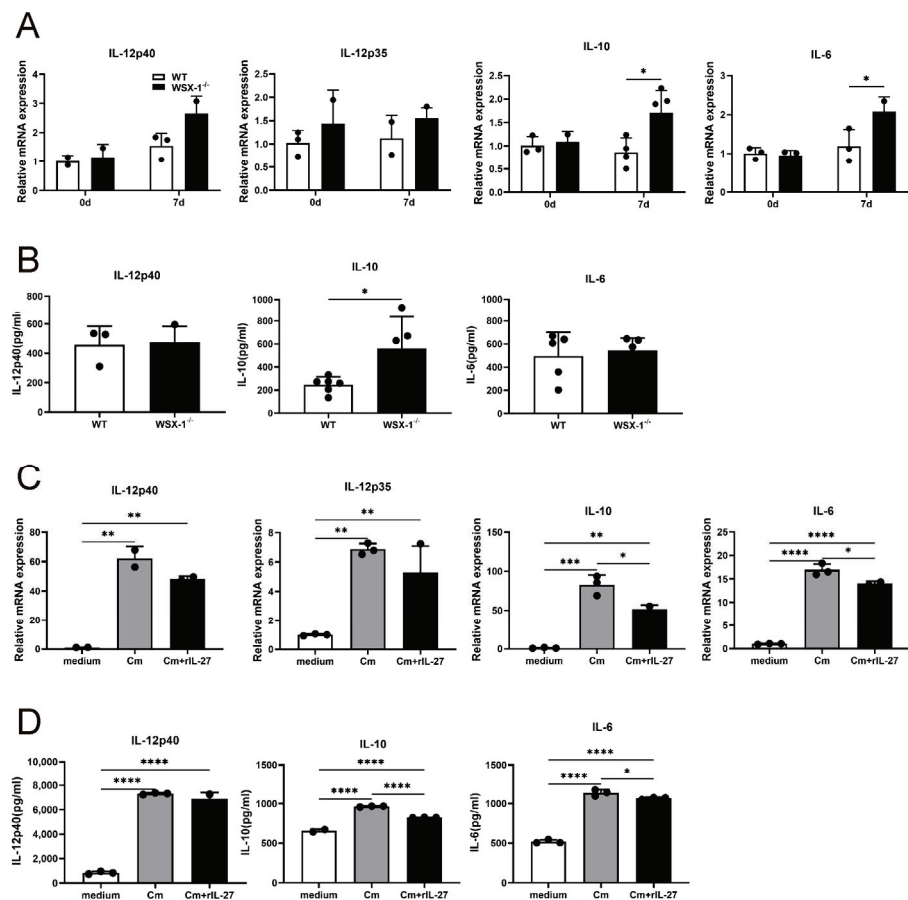 A
IL-12p40
Relative mRNA expression
4
3
2
1
0
WT
WSX-1-/-
0d
7d
IL-12p35
Relative mRNA expression
2.5
2.0
1.5
1.0
0.5
0.0
0d
7d
IL-10
Relative mRNA expression
2.5
2.0
1.5
1.0
0.5
0.0
*
0d
7d
IL-6
Relative mRNA expression
3
2
1
0
*
0d
7d
B
IL-12p40
IL-12p40(pg/ml)
800
600
400
200
0
WT
WSX-1-/-
IL-10
IL-10(pg/ml)
1000
800
600
400
200
0
*
WT
WSX-1-/-
IL-6
IL-6(pg/ml)
1000
800
600
400
200
0
WT
WSX-1-/-
C
IL-12p40
Relative mRNA expression
80
60
40
20
0
**
**
medium
Cm
Cm+rIL-27
IL-12p35
Relative mRNA expression
8
6
4
2
0
**
**
medium
Cm
Cm+rIL-27
IL-10
Relative mRNA expression
150
100
50
0
**
***
*
medium
Cm
Cm+rIL-27
IL-6
Relative mRNA expression
25
20
15
10
5
0
****
****
*
medium
Cm
Cm+rIL-27
D
IL-12p40
IL-12p40(pg/ml)
10,000
8,000
6,000
4,000
2,000
0
****
****
medium
Cm
Cm+rIL-27
IL-10
IL-10(pg/ml)
1500
1000
500
0
****
****
****
medium
Cm
Cm+rIL-27
IL-6
IL-6(pg/ml)
1500
1000
500
0
****
****
*
medium
Cm
Cm+rIL-27